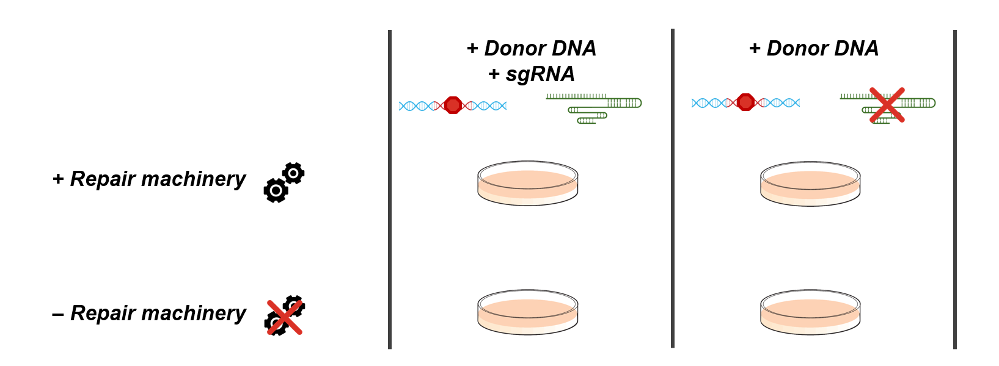 + Donor DNA
+ sgRNA
+ Donor DNA
+ Repair machinery
– Repair machinery